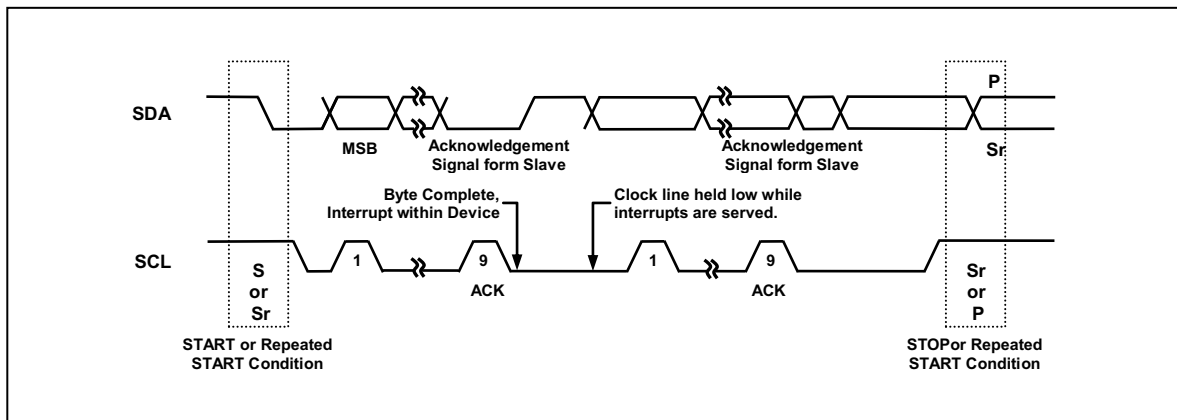 P
SDA
Sr
MSB
Acknowledgement
Signal form Slave
Acknowledgement
Signal form Slave
Byte Complete,
Interrupt within Device
Clock line held low while
interrupts are served.
SCL
1
9
1
9
ACK
ACK
S
or
Sr
Sr
or
P
START or Repeated
START Condition
STOPor Repeated
START Condition